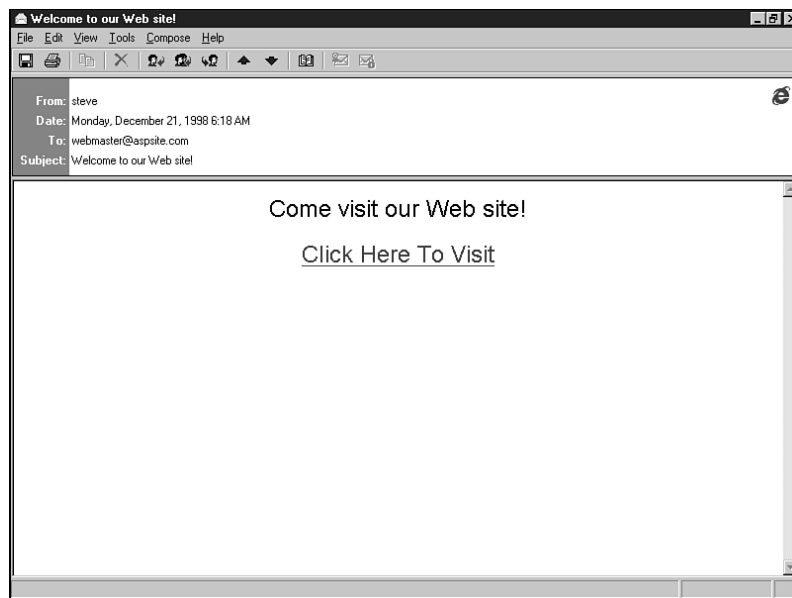 Welcome to our Web site!
File Edit View Tools Compose Help
From: steve
Date: Monday, December 21, 1998 6:18 AM
To: webmaster@aspsite.com
Subject: Welcome to our Web site!
Come visit our Web site!
Click Here To Visit